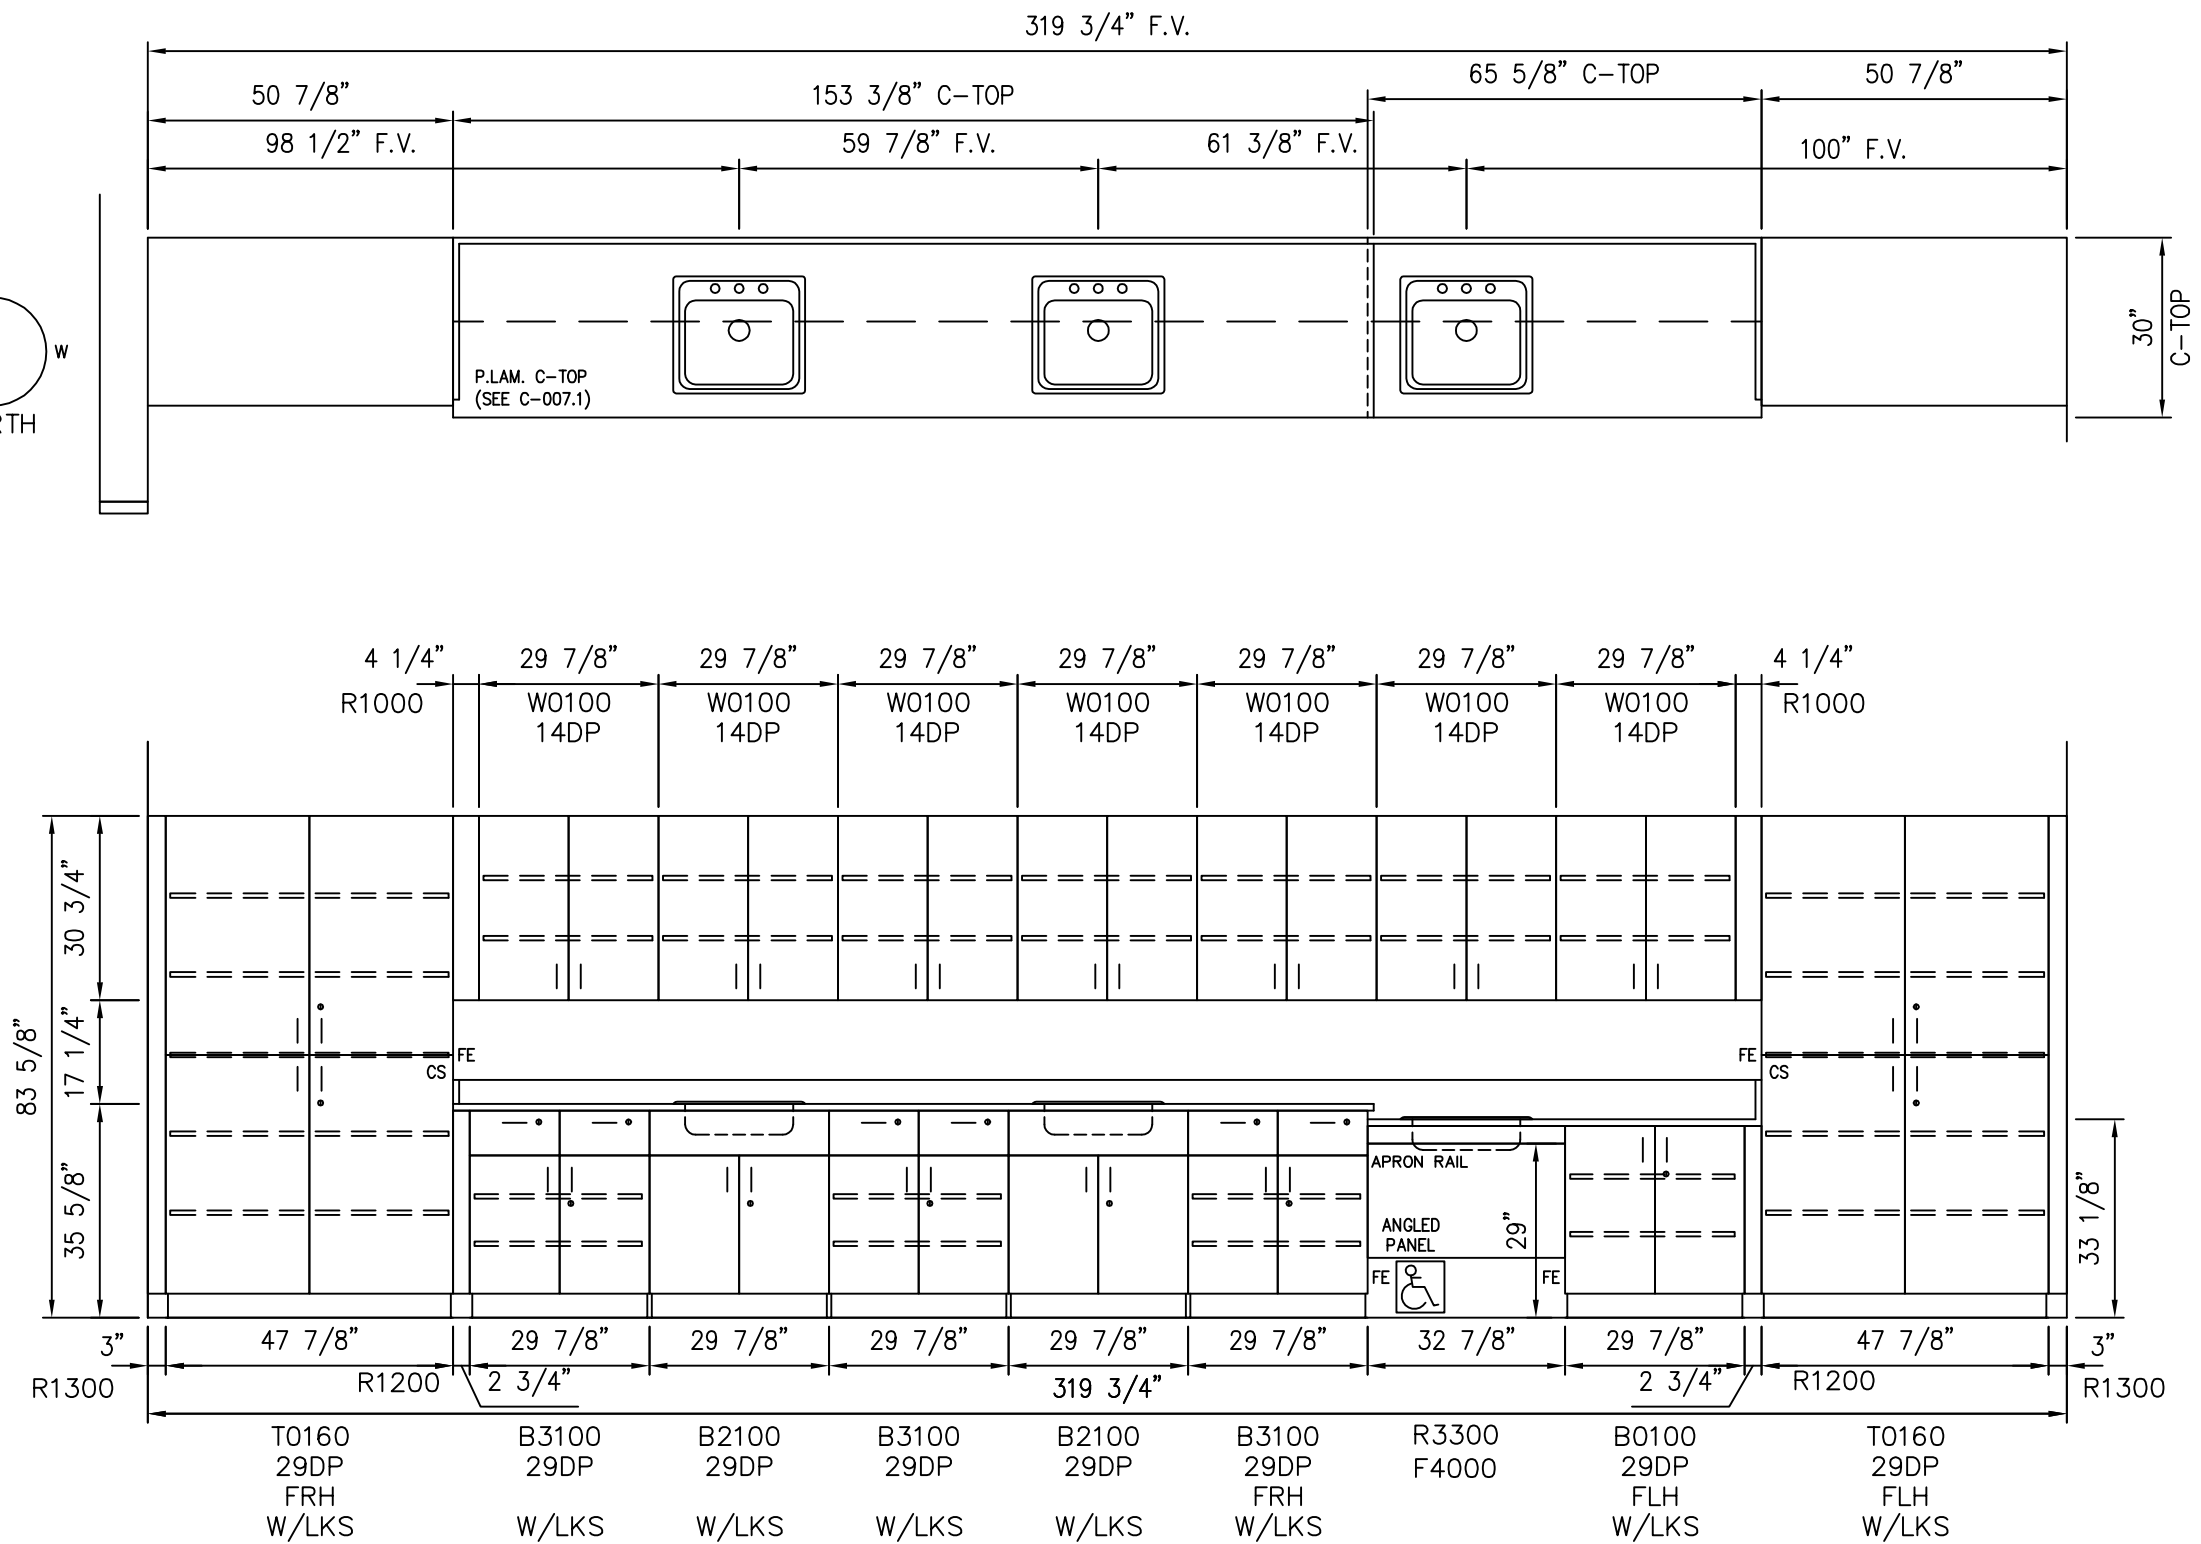 319 3/4" F.V.
65 5/8" C-TOP 50 7/8"
50 7/8" 153 3/8" C-TOP
98 1/2" F.V. 59 7/8" F.V. 61 3/8" F.V. 100" F.V.
W
RTH
P.LAM. C-TOP
(SEE C-007.1)
30"
C-TOP
4 1/4" 29 7/8" 29 7/8" 29 7/8" 29 7/8" 29 7/8" 29 7/8" 29 7/8" 4 1/4"
R1000 W0100 W0100 W0100 W0100 W0100 W0100 W0100 R1000
14DP 14DP 14DP 14DP 14DP 14DP 14DP
83 5/8"
30 3/4"
17 1/4"
35 5/8"
FE FE
CS CS
APRON RAIL
ANGLED
PANEL
29"
FE FE
33 1/8"
3" 47 7/8" 29 7/8" 29 7/8" 29 7/8" 29 7/8" 29 7/8" 32 7/8" 29 7/8" 47 7/8" 3"
R1300 R1200 2 3/4" 319 3/4" 2 3/4" R1200 R1300
T0160 B3100 B2100 B3100 B2100 B3100 R3300 B0100 T0160
29DP 29DP 29DP 29DP 29DP 29DP F4000 29DP 29DP
FRH FRH FLH FLH
W/LKS W/LKS W/LKS W/LKS W/LKS W/LKS W/LKS W/LKS